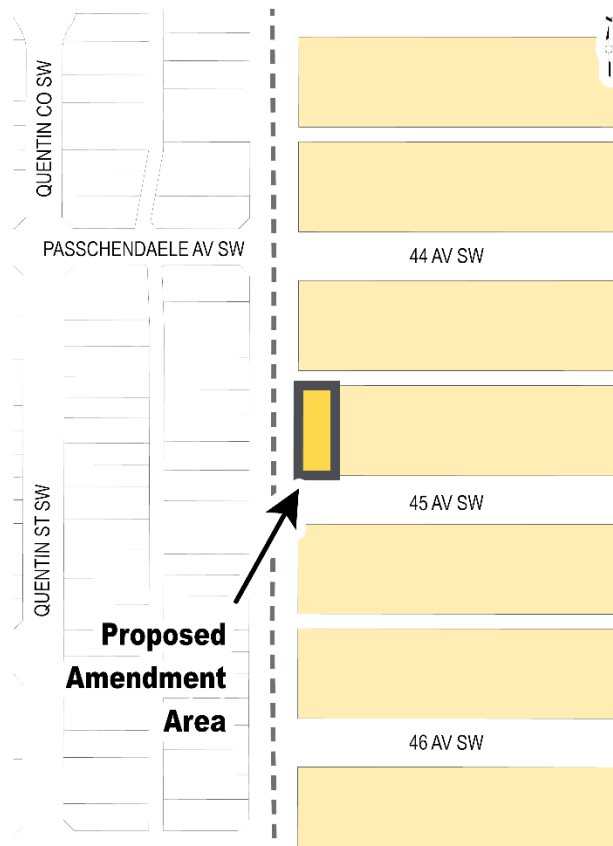 QUENTIN CO SW
PASSCHENDAELE AV SW
44 AV SW
45 AV SW
QUENTIN ST SW
Proposed
Amendment
Area
46 AV SW